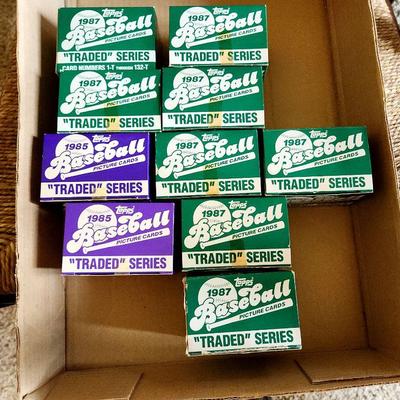 Topps
1987
Baseball
PICTURE CARDS
"TRADED" SERIES
CARD NUMBERS 1-T THROUGH 132-T
Topps
1987
Baseball
PICTURE CARDS
"TRADED" SERIES
Topps
1987
Baseball
PICTURE CARDS
"TRADED" SERIES
Topps
1987
Baseball
PICTURE CARDS
"TRADED" SERIES
Topps
1985
Baseball
PICTURE CARDS
"TRADED" SERIES
Topps
1987
Baseball
PICTURE CARDS
"TRADED" SERIES
Topps
1987
Baseball
PICTURE CARDS
"TRADED" SERIES
Topps
1985
Baseball
PICTURE CARDS
"TRADED" SERIES
Topps
1987
Baseball
PICTURE CARDS
"TRADED" SERIES
Topps
1987
Baseball
PICTURE CARDS
"TRADED" SERIES